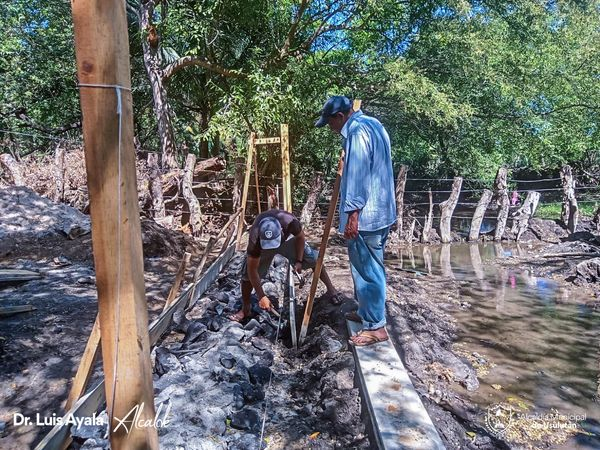 Dr. Luis Ayala Alcalde
Alcaldía Municipal
de Usulután